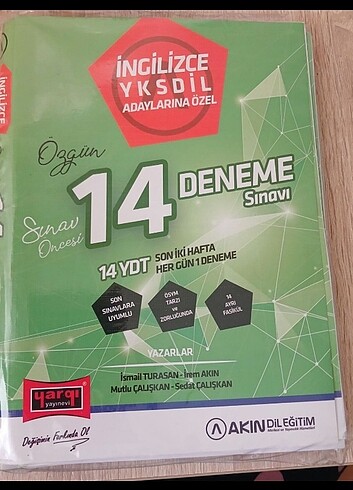 İNGİLİZCE
YKSDİL
ADAYLARINA ÖZEL
İNGİLİZCE
Özgün
14 DENEME
Sınavı
Sınav
Öncesi
14 YDT SON İKİ HAFTA
HER GÜN 1 DENEME
SON
SINAVLARA
UYUMLU
ÖSYM
TARZI
ve
ZORLUĞUNDA
14
AYRI
FASİKÜL
YAZARLAR
İsmail TURASAN - İrem AKIN
Mutlu ÇALIŞKAN - Sedat ÇALIŞKAN
yargı
yayınevi
Değişimin Farkında Ol
AKIN DİL EĞİTİM